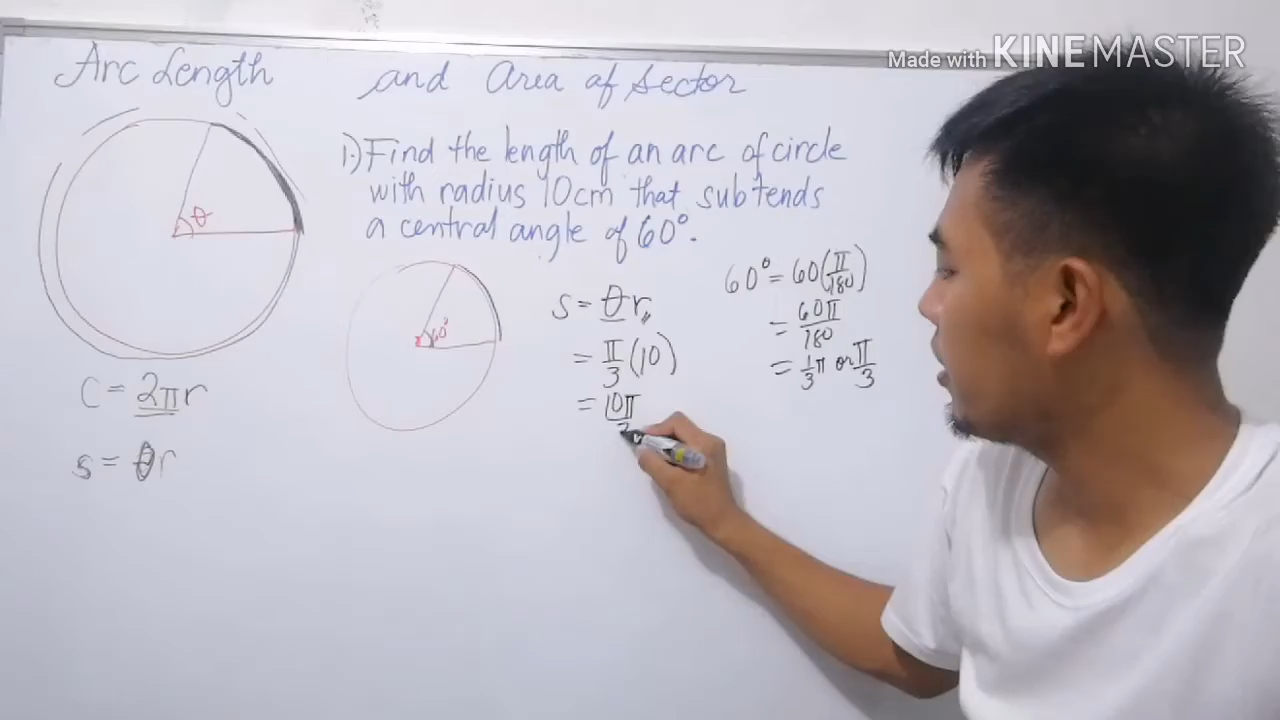 Made with KINEMASTER
Arc Length and Area of Sector
θ
C = 2πr
s = θr
1.) Find the length of an arc of circle
with radius 10cm that subtends
a central angle of 60°.
60°
s = θr
= π/3 (10)
= 10π/3
60° = 60(π/180)
= 60π/180
= 1/3 π or π/3